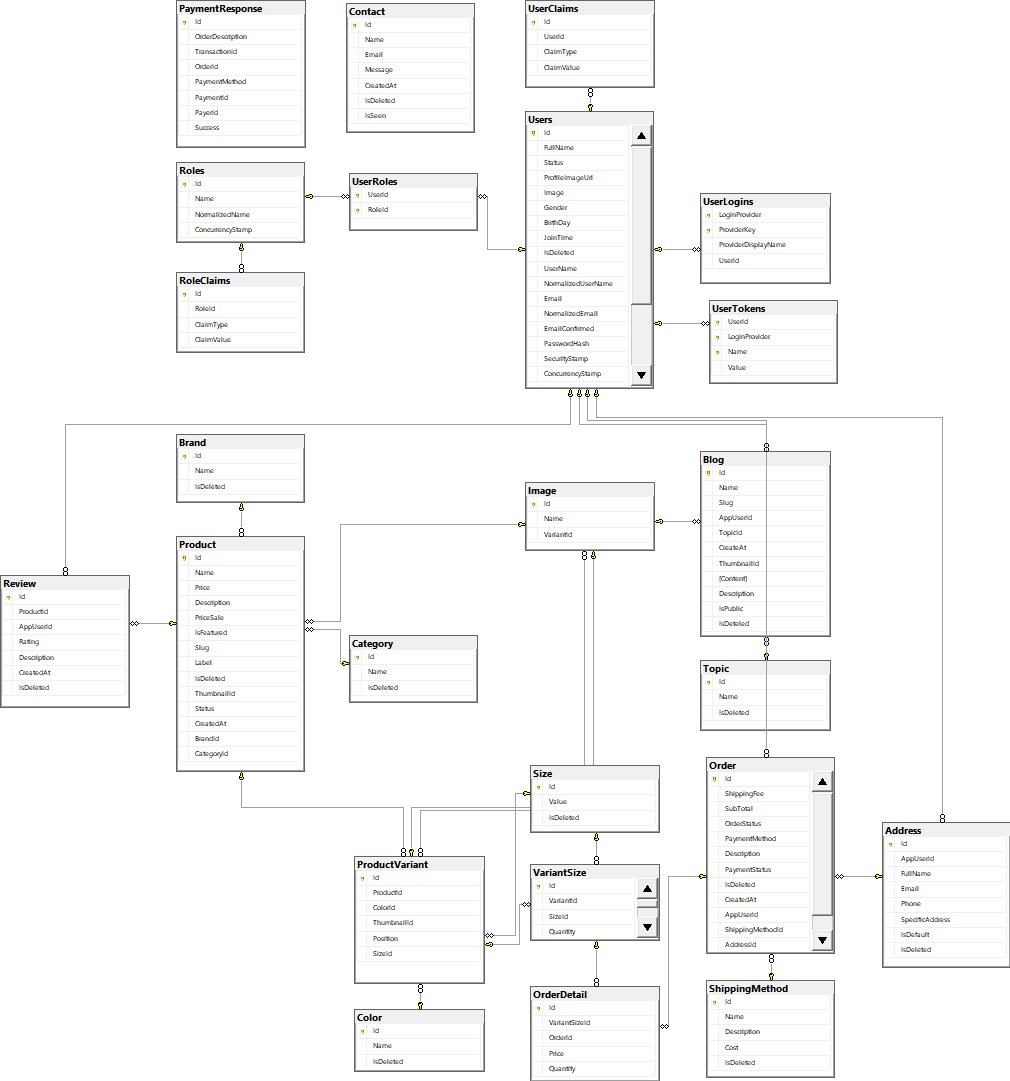 PaymentResponse
Id
OrderDescription
TransactionId
OrderId
PaymentMethod
PaymentId
PayerId
Success
Contact
Id
Name
Email
Message
CreatedAt
IsDeleted
IsSeen
UserClaims
Id
UserId
ClaimType
ClaimValue
Users
Id
FullName
Status
ProfileImageUrl
Image
Gender
BirthDay
JoinTime
IsDeleted
UserName
NormalizedUserName
Email
NormalizedEmail
EmailConfirmed
PasswordHash
SecurityStamp
ConcurrencyStamp
Roles
Id
Name
NormalizedName
ConcurrencyStamp
UserRoles
UserId
RoleId
UserLogins
LoginProvider
ProviderKey
ProviderDisplayName
UserId
RoleClaims
Id
RoleId
ClaimType
ClaimValue
UserTokens
UserId
LoginProvider
Name
Value
Brand
Id
Name
IsDeleted
Blog
Id
Name
Slug
AppUserId
TopicId
CreateAt
ThumbnailId
[Content]
Description
IsPublic
IsDeteled
Image
Id
Name
VariantId
Product
Id
Name
Price
Description
PriceSale
IsFeatured
Slug
Label
IsDeleted
ThumbnailId
Status
CreatedAt
BrandId
CategoryId
Review
Id
ProductId
AppUserId
Rating
Description
CreatedAt
IsDeleted
Category
Id
Name
IsDeleted
Topic
Id
Name
IsDeleted
Size
Id
Value
IsDeleted
Order
Id
ShippingFee
SubTotal
OrderStatus
PaymentMethod
Description
PaymentStatus
IsDeleted
CreatedAt
AppUserId
ShippingMethodId
AddressId
Address
Id
AppUserId
FullName
Email
Phone
SpecificAddress
IsDefault
IsDeleted
ProductVariant
Id
ProductId
ColorId
ThumbnailId
Position
SizeId
VariantSize
Id
VariantId
SizeId
Quantity
OrderDetail
Id
VariantSizeId
OrderId
Price
Quantity
ShippingMethod
Id
Name
Description
Cost
IsDeleted
Color
Id
Name
IsDeleted